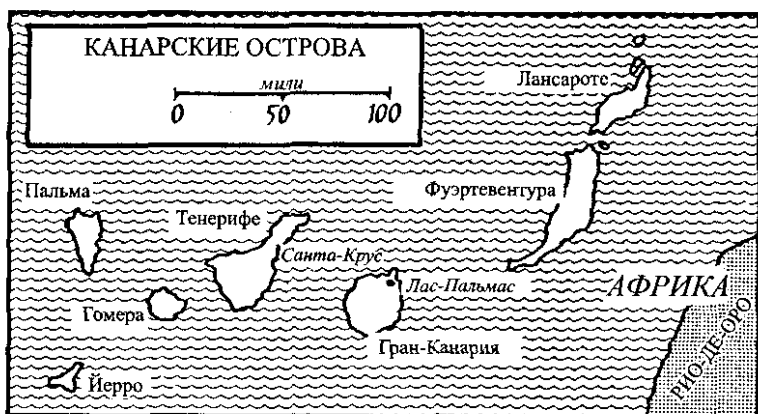 КАНАРСКИЕ ОСТРОВА
мили
0 50 100
Лансароте
Фуэртевентура
Пальма
Тенерифе
Санта-Крус
Лас-Пальмас
АФРИКА
Гомера
Гран-Канария
РИО-ДЕ-ОРО
Йерро